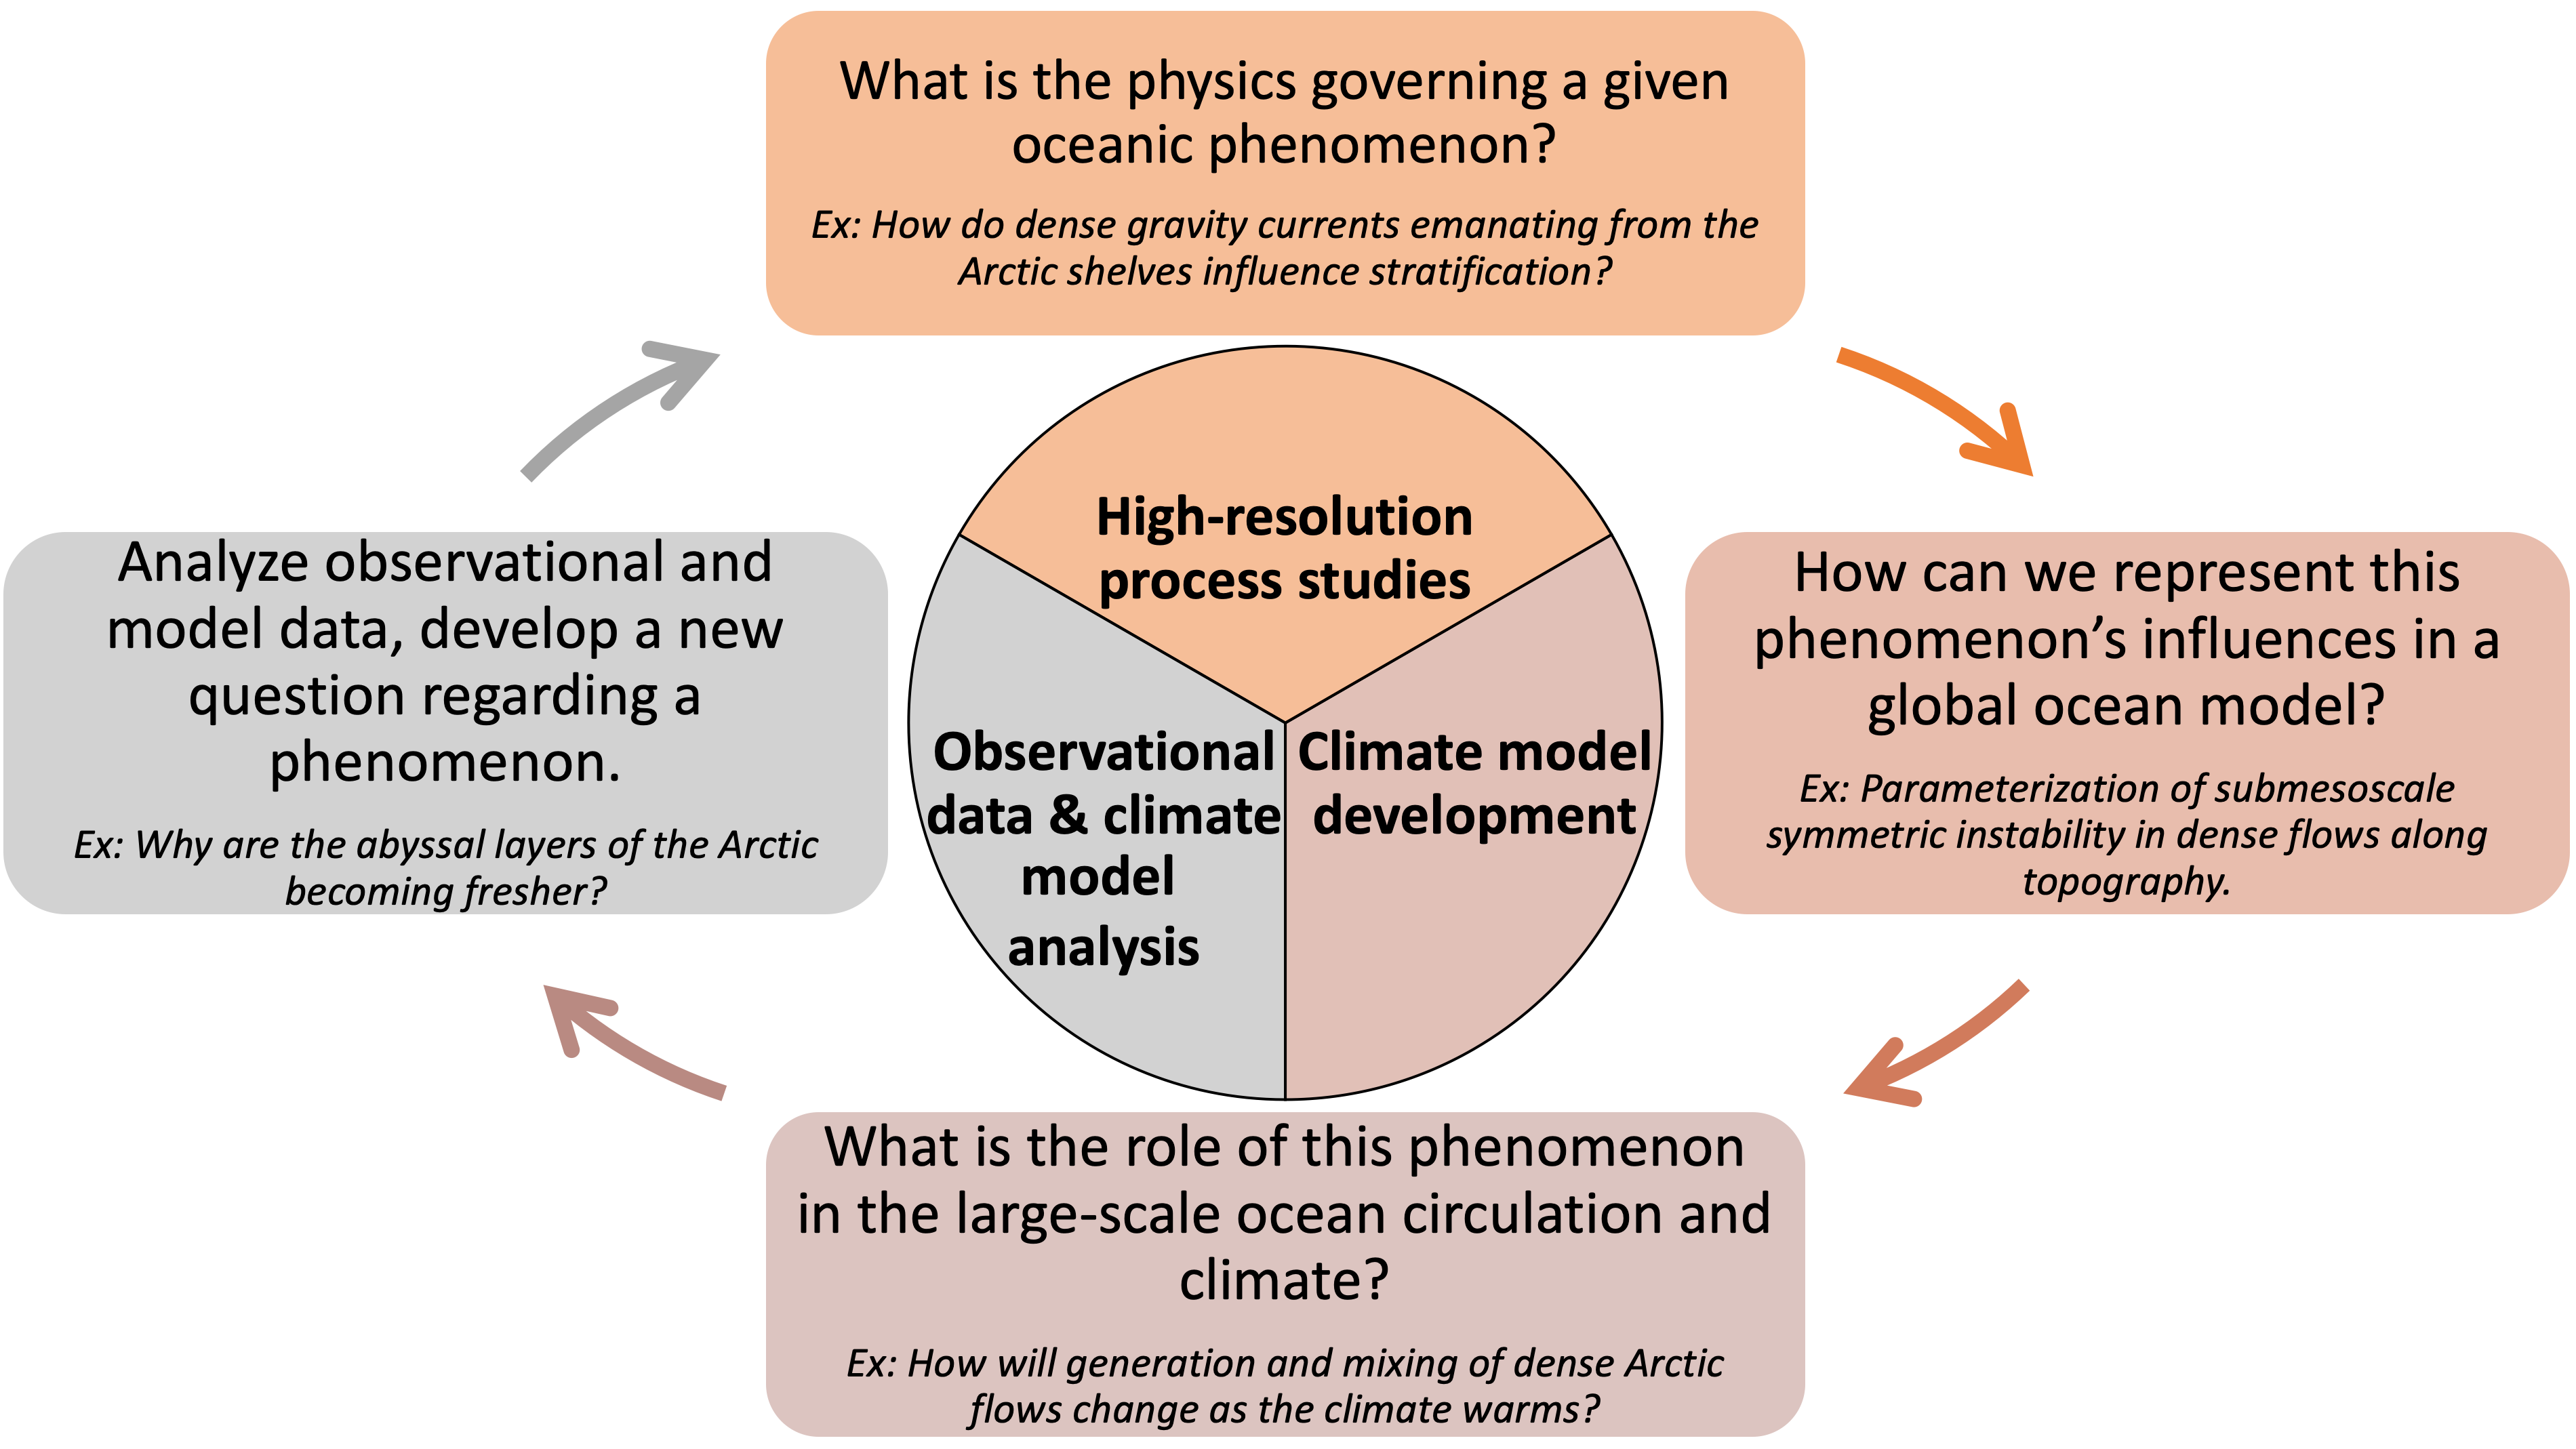 What is the physics governing a given
oceanic phenomenon?
Ex: How do dense gravity currents emanating from the
Arctic shelves influence stratification?
High-resolution
process studies
Analyze observational and
model data, develop a new
question regarding a
phenomenon.
Ex: Why are the abyssal layers of the Arctic
becoming fresher?
Observational
data & climate
model
analysis
Climate model
development
How can we represent this
phenomenon’s influences in a
global ocean model?
Ex: Parameterization of submesoscale
symmetric instability in dense flows along
topography.
What is the role of this phenomenon
in the large-scale ocean circulation and
climate?
Ex: How will generation and mixing of dense Arctic
flows change as the climate warms?